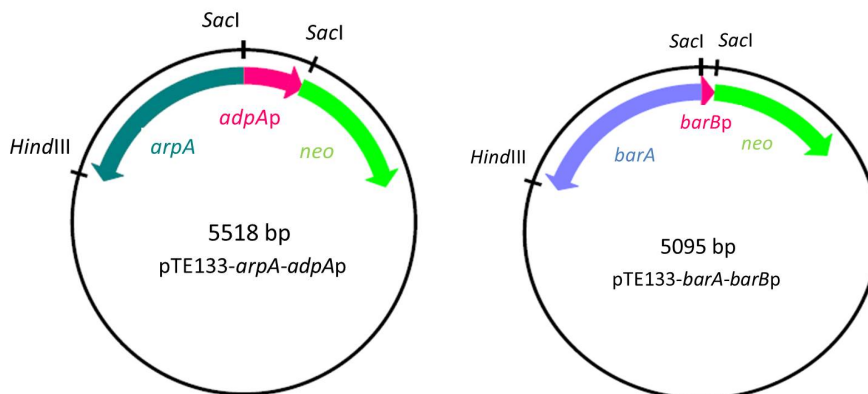 SacI
SacI
adpAp
HindIII
arpA
neo
5518 bp
pTE133-arpA-adpAp
SacI
SacI
barBp
HindIII
barA
neo
5095 bp
pTE133-barA-barBp